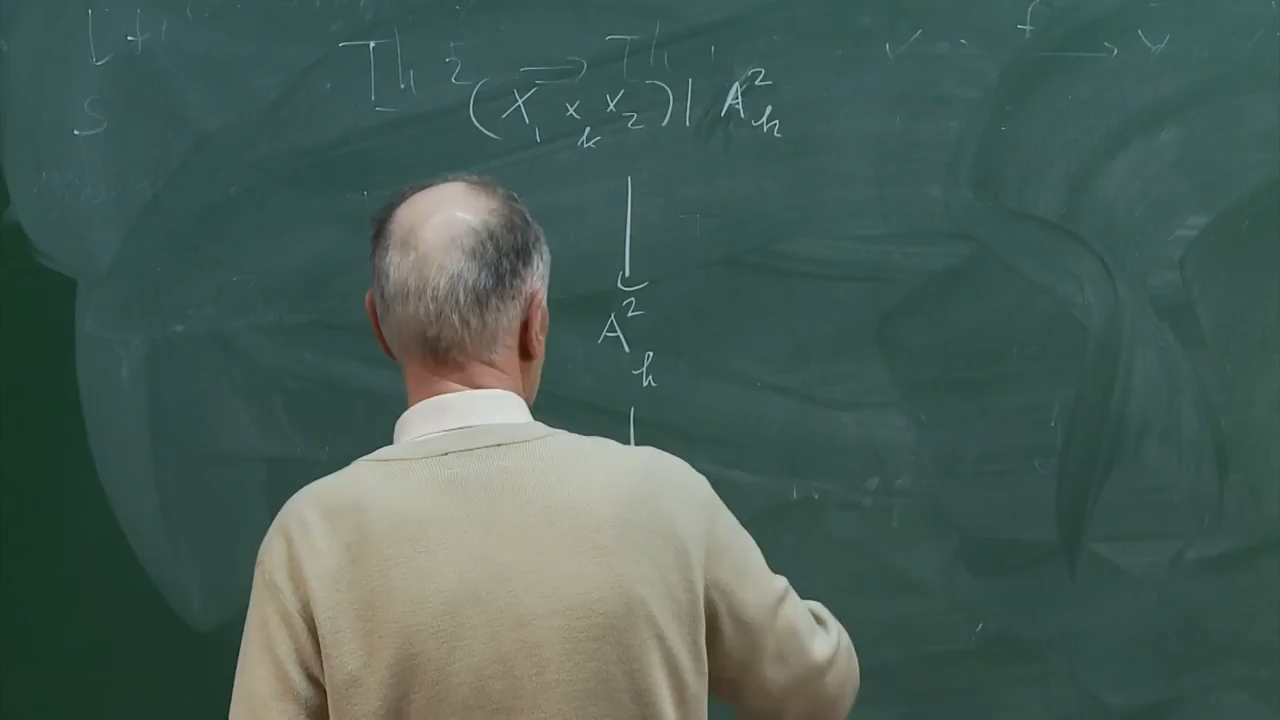 f
Th 2 ⟶ Th 1
S
(X₁ ×ₖ X₂)| A²ₖ
↓
A²ₖ